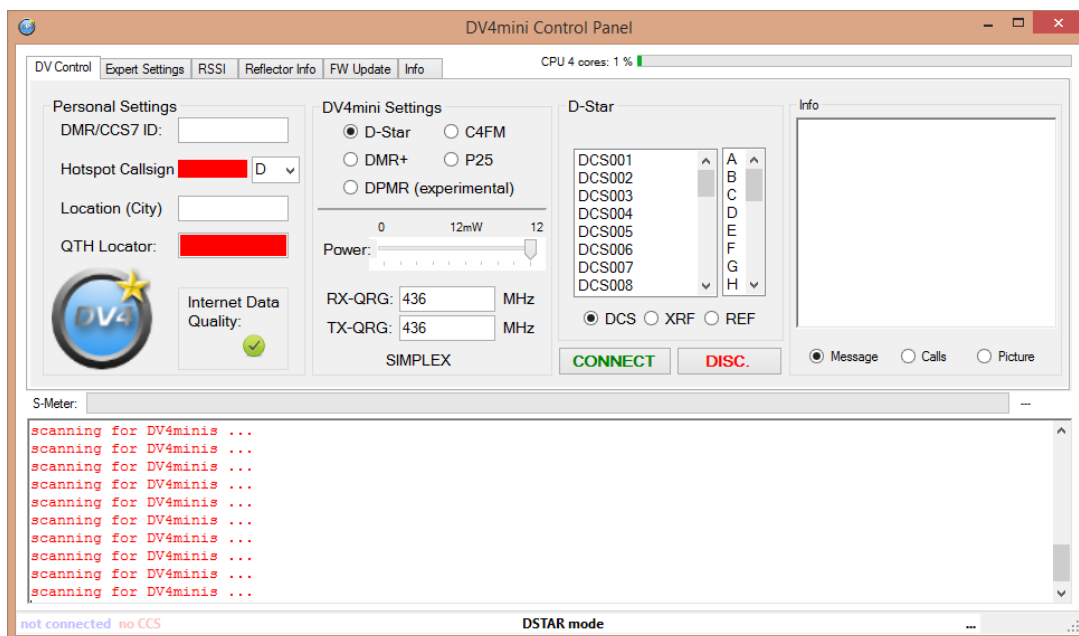 DV4mini Control Panel
DV Control Expert Settings RSSI Reflector Info FW Update Info
CPU 4 cores: 1 %
Personal Settings
DMR/CCS7 ID:
Hotspot Callsign D
Location (City)
QTH Locator:
DV4
Internet Data
Quality:
DV4mini Settings
D-Star C4FM
DMR+ P25
DPMR (experimental)
0 12mW 12
Power:
RX-QRG: 436 MHz
TX-QRG: 436 MHz
SIMPLEX
D-Star
DCS001 A
DCS002 B
DCS003 C
DCS004 D
DCS005 E
DCS006 F
DCS007 G
DCS008 H
DCS XRF REF
CONNECT DISC.
Info
Message Calls Picture
S-Meter: ---
scanning for DV4minis ...
scanning for DV4minis ...
scanning for DV4minis ...
scanning for DV4minis ...
scanning for DV4minis ...
scanning for DV4minis ...
scanning for DV4minis ...
scanning for DV4minis ...
scanning for DV4minis ...
scanning for DV4minis ...
not connected no CCS DSTAR mode ...